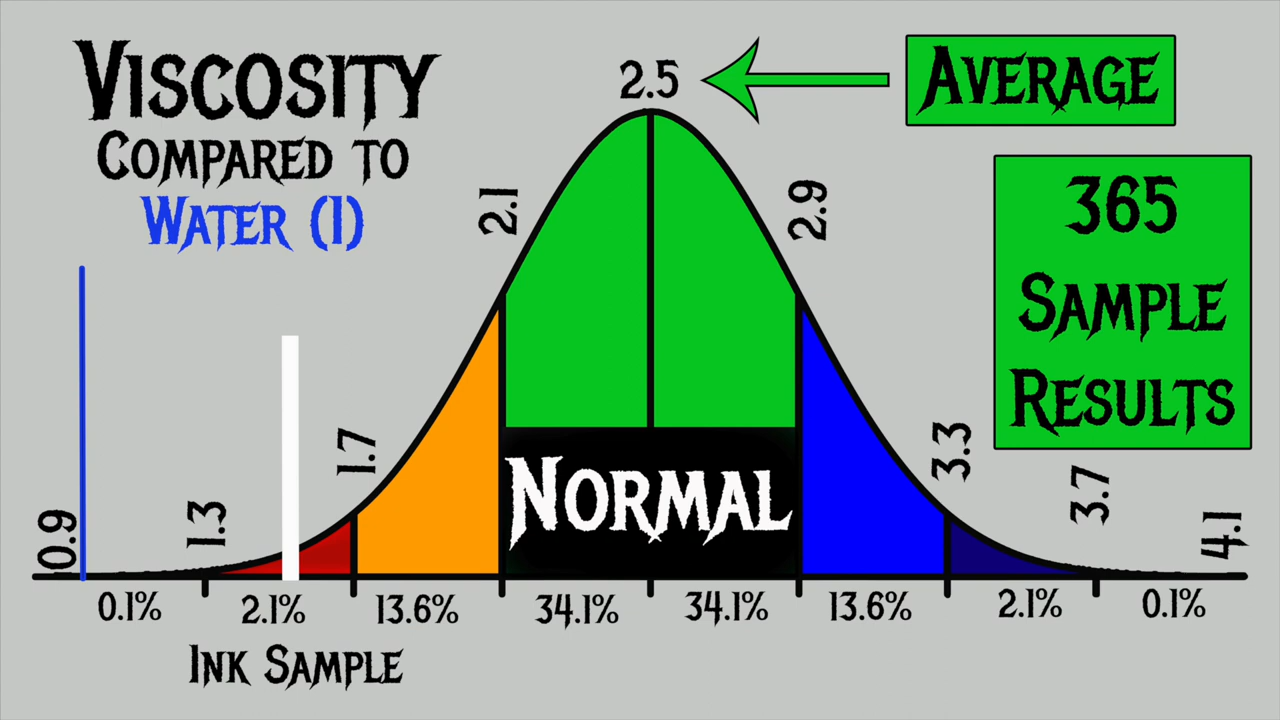 Viscosity
Compared to
Water (1)
2.5
Average
365
Sample
Results
2.1
2.9
1.7
3.3
0.9
1.3
3.7
4.1
Normal
0.1%
2.1%
13.6%
34.1%
34.1%
13.6%
2.1%
0.1%
Ink Sample